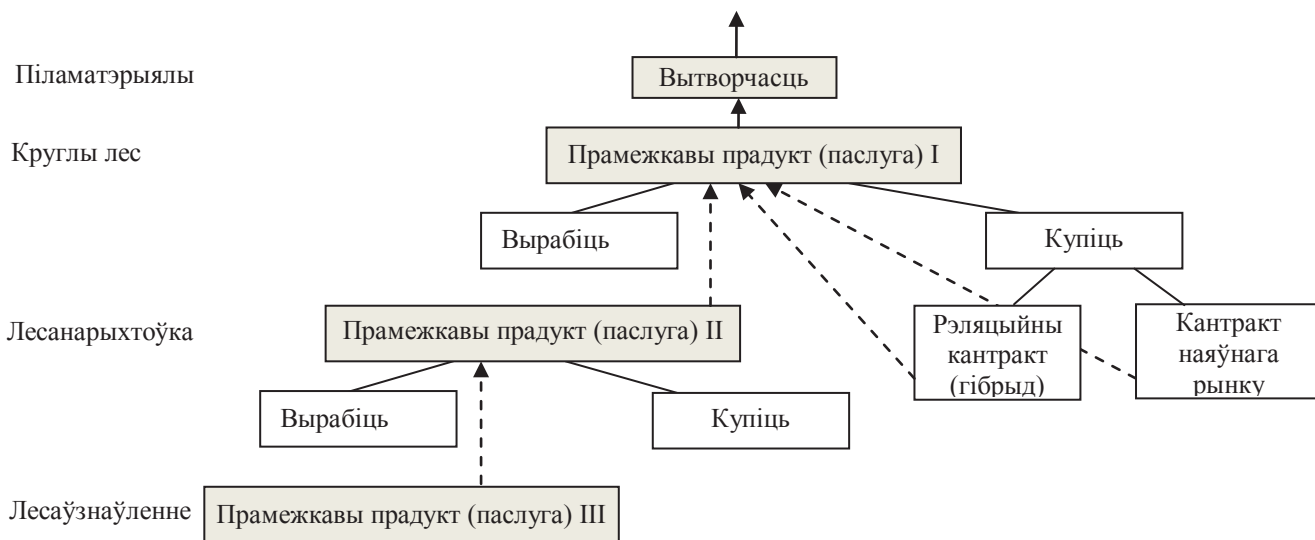 Піламатэрыялы
Вытворчасць
Круглы лес
Прамежкавы прадукт (паслуга) I
Вырабіць
Купіць
Лесанарыхтоўка
Прамежкавы прадукт (паслуга) II
Рэляцыйны
кантракт
(гібрыд)
Кантракт
наяўнага
рынку
Вырабіць
Купіць
Лесаўзнаўленне
Прамежкавы прадукт (паслуга) III